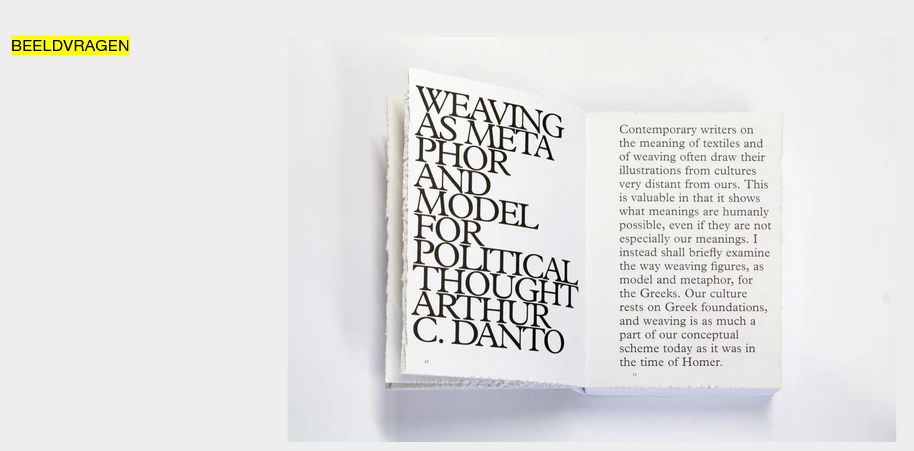 BEELDVRAGEN
WEAVING
AS META
PHOR
AND
MODEL
FOR
POLITICAL
THOUGHT
ARTHUR
C. DANTO
Contemporary writers on
the meaning of textiles and
of weaving often draw their
illustrations from cultures
very distant from ours. This
is valuable in that it shows
what meanings are humanly
possible, even if they are not
especially our meanings. I
instead shall briefly examine
the way weaving figures, as
model and metaphor, for
the Greeks. Our culture
rests on Greek foundations,
and weaving is as much a
part of our conceptual
scheme today as it was in
the time of Homer.